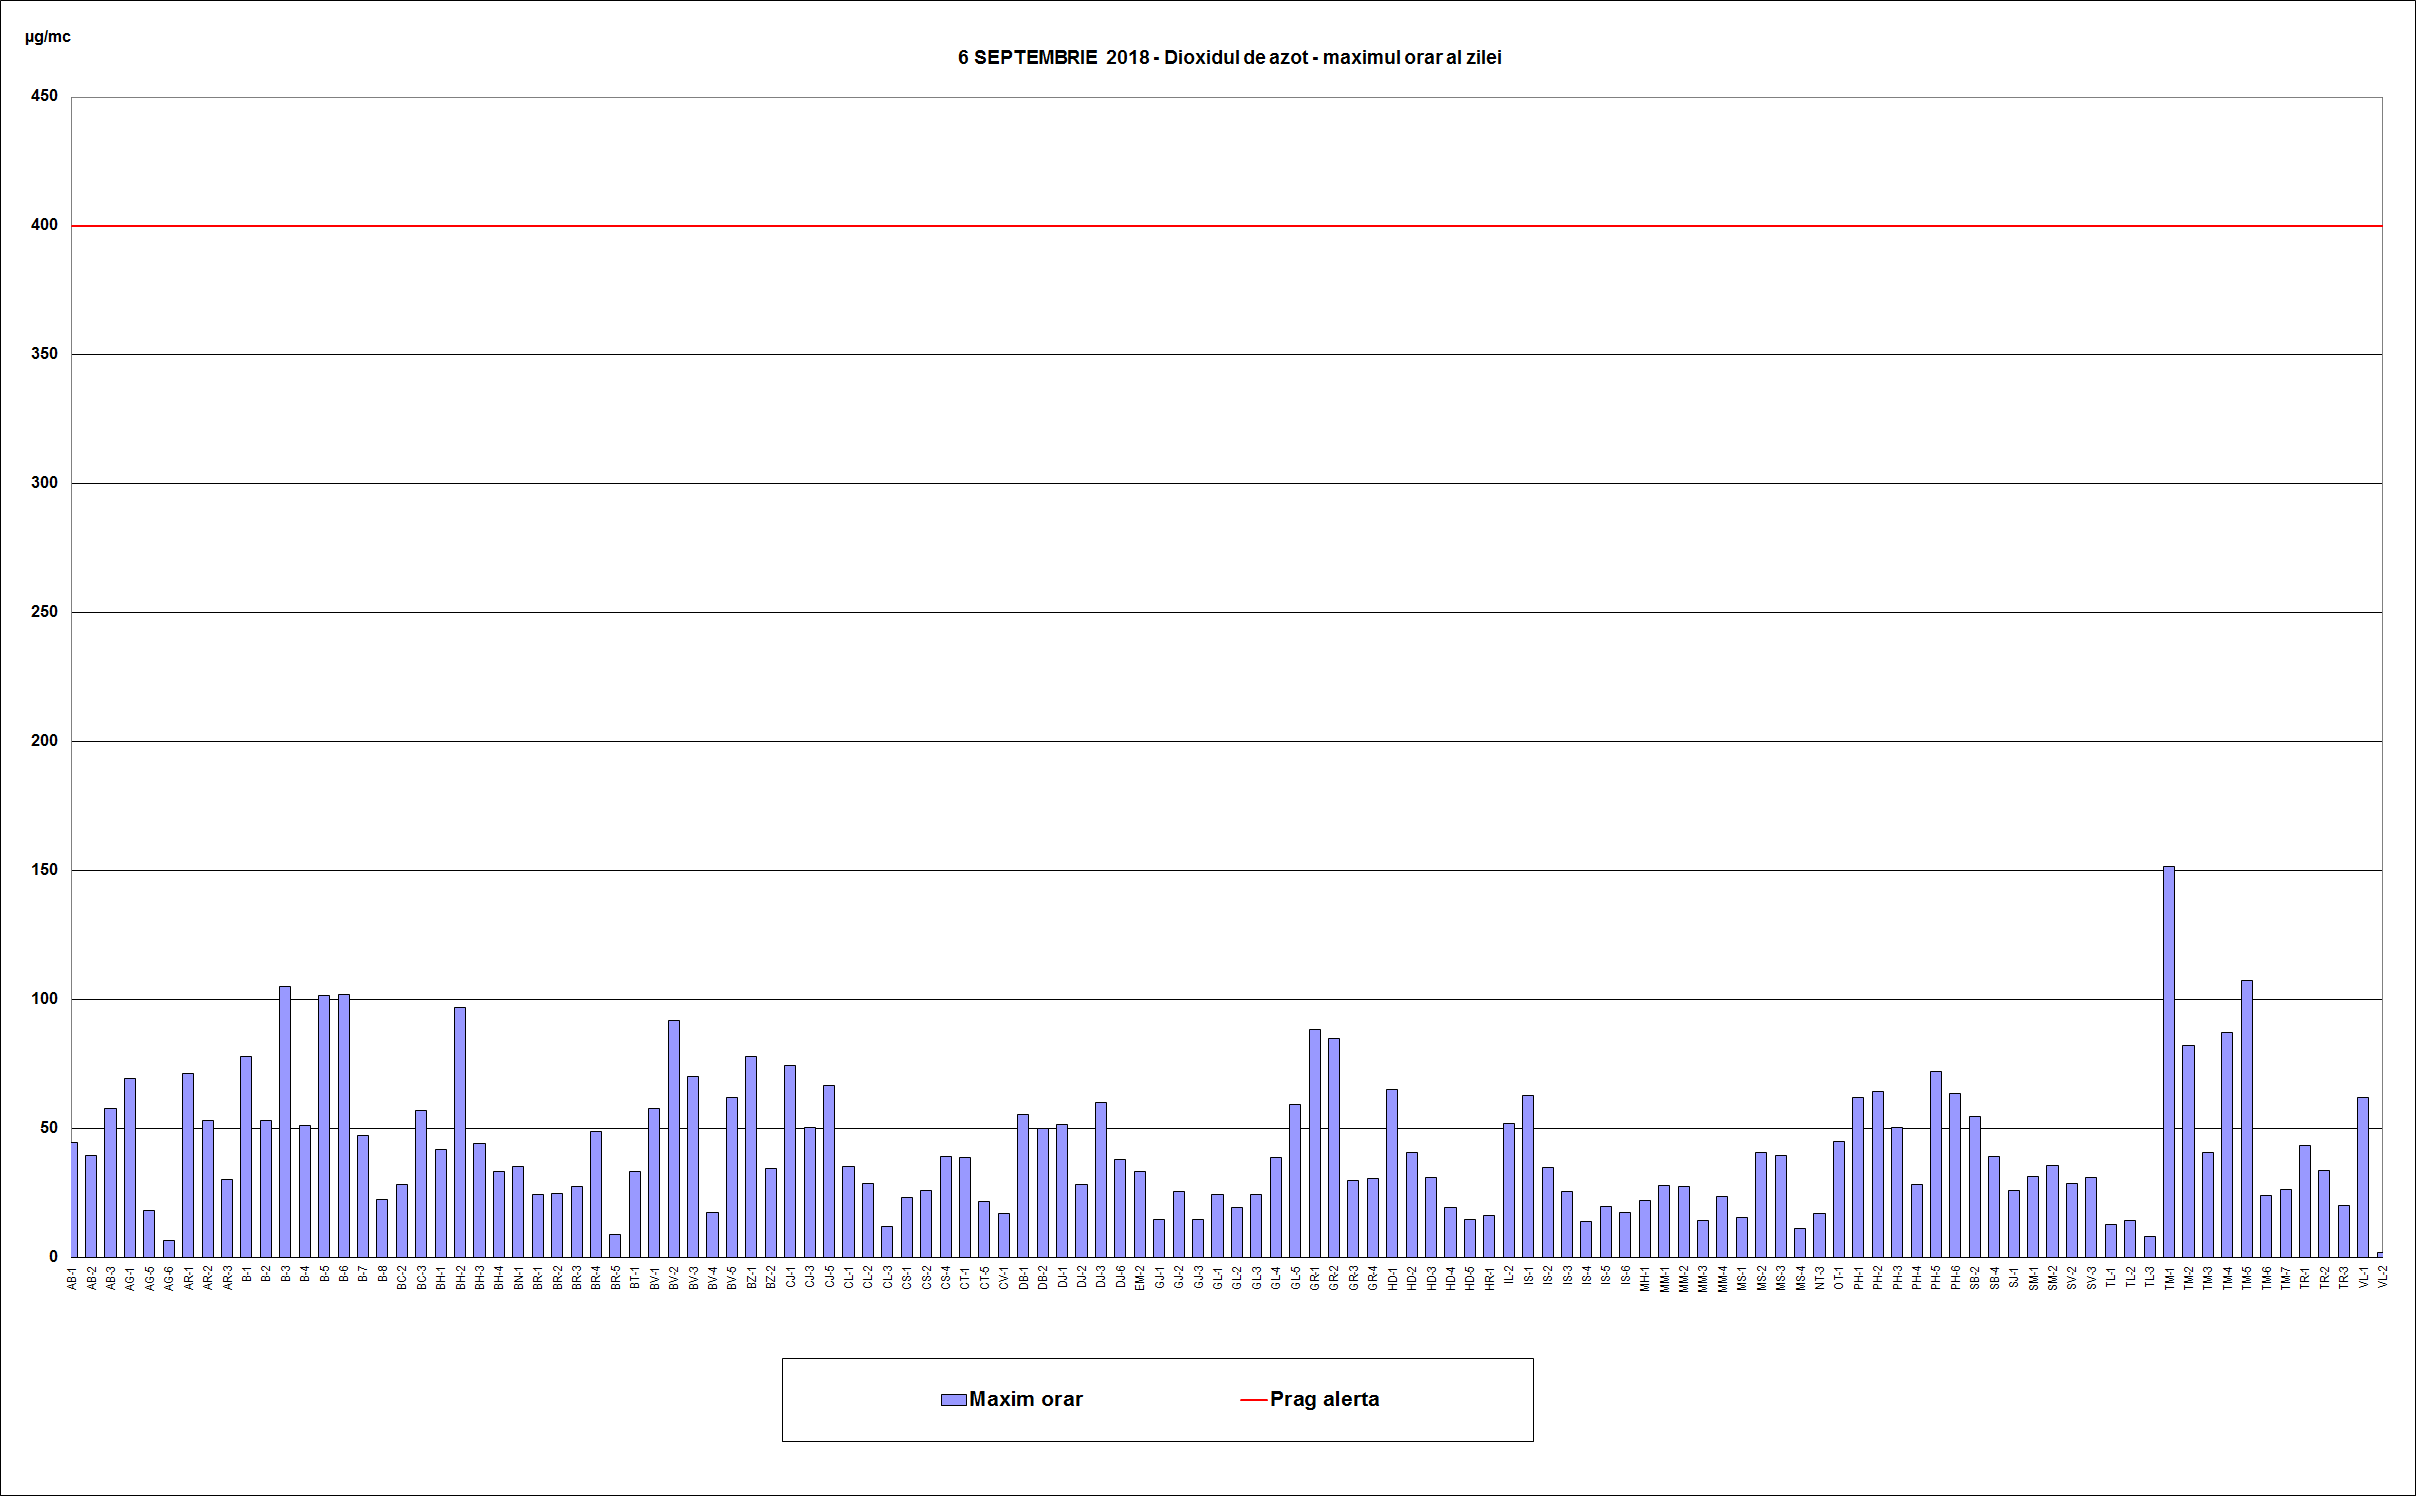 µg/mc
6 SEPTEMBRIE 2018 - Dioxidul de azot - maximul orar al zilei
450
400
350
300
250
200
150
100
50
0
AB-1 AB-2 AB-3 AG-1 AG-5 AG-6 AR-1 AR-2 AR-3 B-1 B-2 B-3 B-4 B-5 B-6 B-7 B-8 BC-2 BC-3 BH-1 BH-2 BH-3 BH-4 BN-1 BR-1 BR-2 BR-3 BR-4 BR-5 BT-1 BV-1 BV-2 BV-3 BV-4 BV-5 BZ-1 BZ-2 CJ-1 CJ-3 CJ-5 CL-1 CL-2 CL-3 CS-1 CS-2 CS-4 CT-1 CT-5 CV-1 DB-1 DB-2 DJ-1 DJ-2 DJ-3 DJ-6 EM-2 GJ-1 GJ-2 GJ-3 GL-1 GL-2 GL-3 GL-4 GL-5 GR-1 GR-2 GR-3 GR-4 HD-1 HD-2 HD-3 HD-4 HD-5 HR-1 IL-2 IS-1 IS-2 IS-3 IS-4 IS-5 IS-6 MH-1 MM-1 MM-2 MM-3 MM-4 MS-1 MS-2 MS-3 MS-4 NT-3 OT-1 PH-1 PH-2 PH-3 PH-4 PH-5 PH-6 SB-2 SB-4 SJ-1 SM-1 SM-2 SV-2 SV-3 TL-1 TL-2 TL-3 TM-1 TM-2 TM-3 TM-4 TM-5 TM-6 TM-7 TR-1 TR-2 TR-3 VL-1 VL-2
Maxim orar Prag alerta